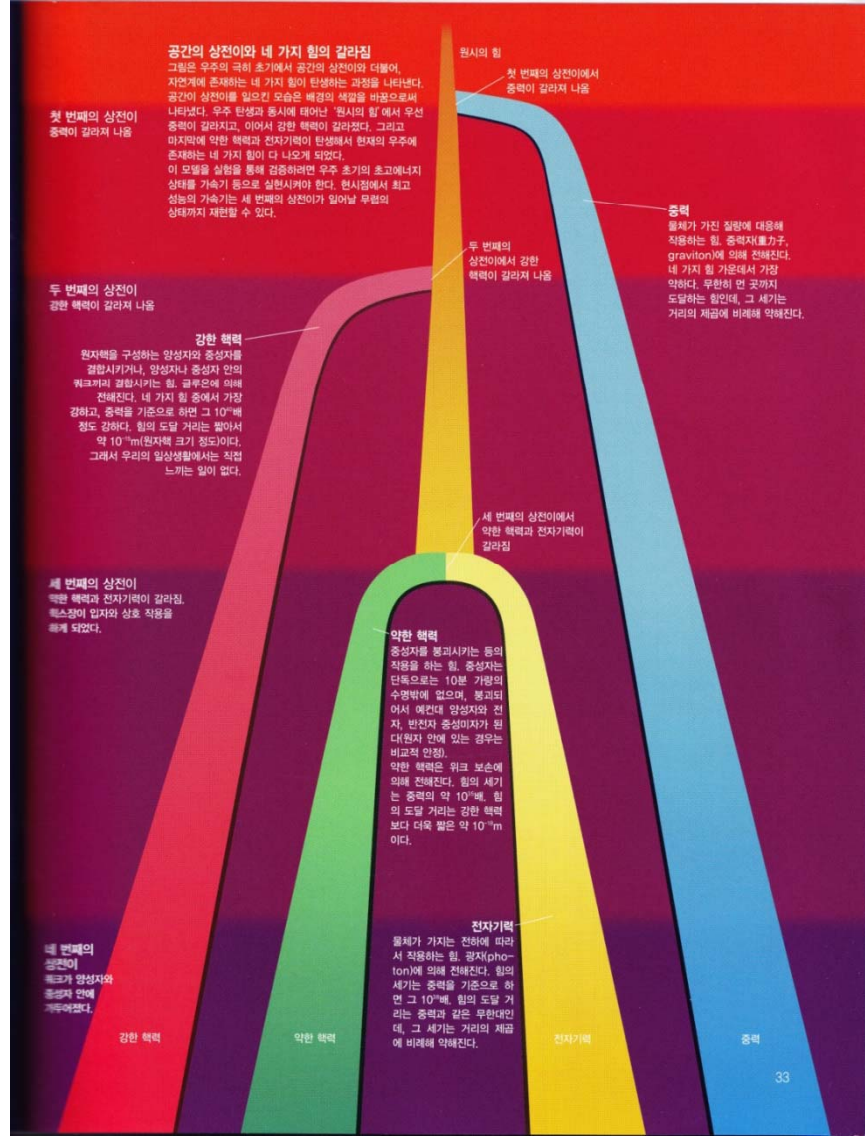 공간의 상전이와 네 가지 힘의 갈라짐
그림은 우주의 극히 초기에서 공간의 상전이와 더불어,
자연계에 존재하는 네 가지 힘이 탄생하는 과정을 나타낸다.
공간이 상전이를 일으킨 모습은 배경의 색깔을 바꿈으로써
나타냈다. 우주 탄생과 동시에 태어난 '원시의 힘'에서 우선
중력이 갈라지고, 이어서 강한 핵력이 갈라졌다. 그리고
마지막에 약한 핵력과 전자기력이 탄생해서 현재의 우주에
존재하는 네 가지 힘이 다 나오게 되었다.
이 모델을 실험을 통해 검증하려면 우주 초기의 초고에너지
상태를 가속기 등으로 실현시켜야 한다. 현시점에서 최고
성능의 가속기는 세 번째의 상전이가 일어날 무렵의
상태까지 재현할 수 있다.
원시의 힘
첫 번째의 상전이에서
중력이 갈라져 나옴
첫 번째의 상전이
중력이 갈라져 나옴
중력
물체가 가진 질량에 대응해
작용하는 힘. 중력자(重力子,
graviton)에 의해 전해진다.
네 가지 힘 가운데서 가장
약하다. 무한히 먼 곳까지
도달하는 힘인데, 그 세기는
거리의 제곱에 비례해 약해진다.
두 번째의
상전이에서 강한
핵력이 갈라져 나옴
두 번째의 상전이
강한 핵력이 갈라져 나옴
강한 핵력
원자핵을 구성하는 양성자와 중성자를
결합시키거나, 양성자나 중성자 안의
쿼크끼리 결합시키는 힘. 글루온에 의해
전해진다. 네 가지 힘 중에서 가장
강하고, 중력을 기준으로 하면 그 10⁴⁰배
정도 강하다. 힘의 도달 거리는 짧아서
약 10⁻¹⁵m(원자핵 크기 정도)이다.
그래서 우리의 일상생활에서는 직접
느끼는 일이 없다.
세 번째의 상전이에서
약한 핵력과 전자기력이
갈라짐
세 번째의 상전이
약한 핵력과 전자기력이 갈라짐.
힉스장이 입자와 상호 작용을
하게 되었다.
약한 핵력
중성자를 붕괴시키는 등의
작용을 하는 힘. 중성자는
단독으로는 10분 가량의
수명밖에 없으며, 붕괴되
어서 예컨대 양성자와 전
자, 반전자 중성미자가 된
다(원자 안에 있는 경우는
비교적 안정).
약한 핵력은 위크 보손에
의해 전해진다. 힘의 세기
는 중력의 약 10³⁵배. 힘
의 도달 거리는 강한 핵력
보다 더욱 짧은 약 10⁻¹⁸m
이다.
전자기력
물체가 가지는 전하에 따라
서 작용하는 힘. 광자(pho-
ton)에 의해 전해진다. 힘의
세기는 중력을 기준으로 하
면 그 10³⁸배. 힘의 도달 거
리는 중력과 같은 무한대인
데, 그 세기는 거리의 제곱
에 비례해 약해진다.
네 번째의
상전이
쿼크가 양성자와
중성자 안에
가두어졌다.
강한 핵력
약한 핵력
전자기력
중력
33